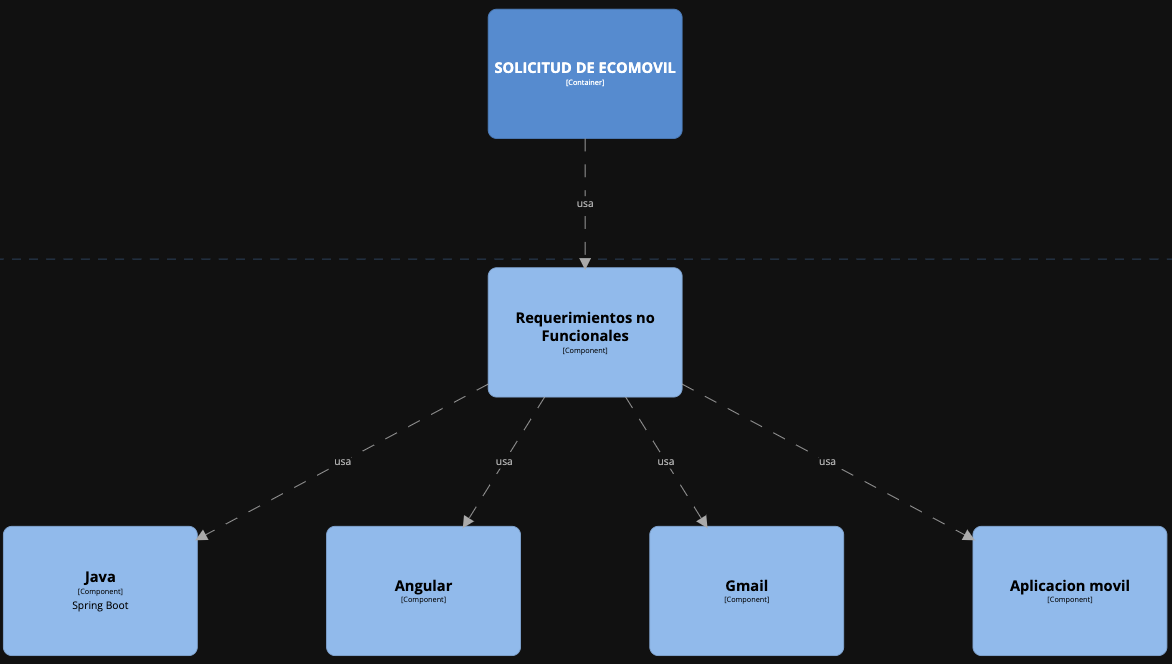 SOLICITUD DE ECOMOVIL
[Container]
usa
Requerimientos no
Funcionales
[Component]
usa
usa
usa
usa
Java
[Component]
Spring Boot
Angular
[Component]
Gmail
[Component]
Aplicacion movil
[Component]